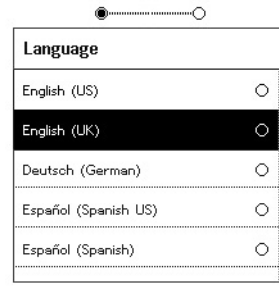 Language
English (US)
English (UK)
Deutsch (German)
Español (Spanish US)
Español (Spanish)